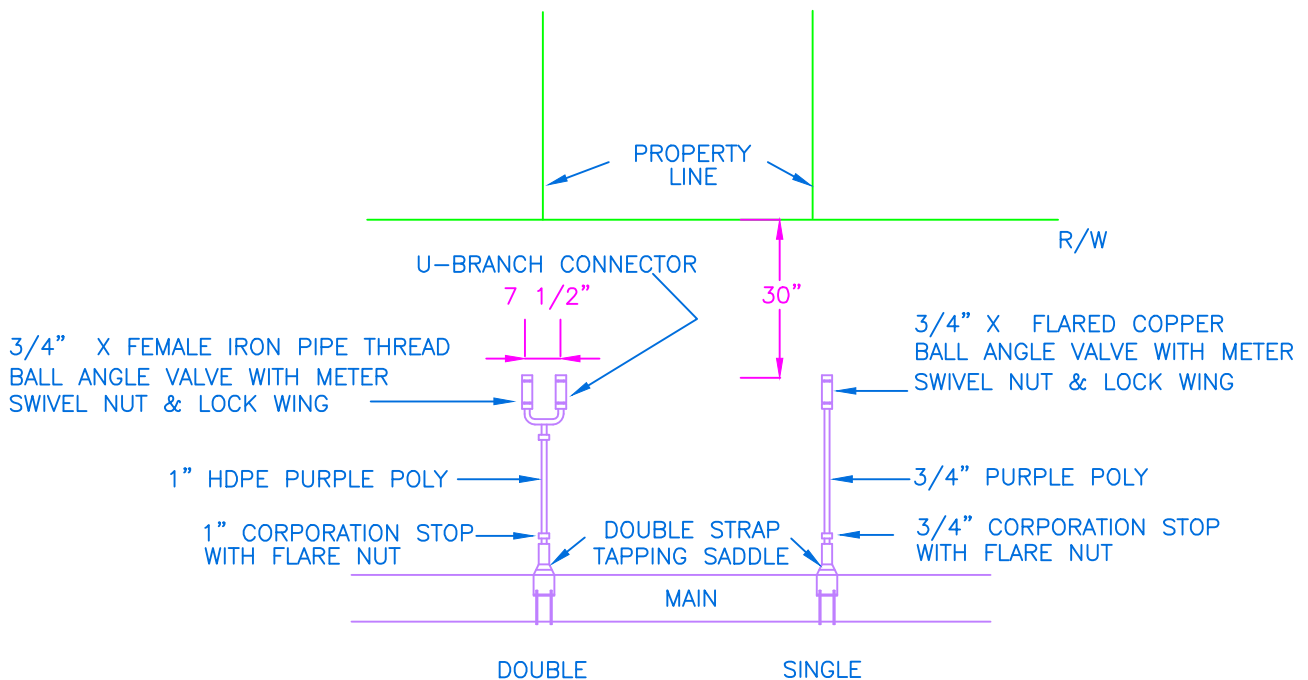 PROPERTY
LINE
R/W
U-BRANCH CONNECTOR
7 1/2”
30”
3/4” X FEMALE IRON PIPE THREAD
BALL ANGLE VALVE WITH METER
SWIVEL NUT & LOCK WING
3/4” X FLARED COPPER
BALL ANGLE VALVE WITH METER
SWIVEL NUT & LOCK WING
1” HDPE PURPLE POLY
3/4” PURPLE POLY
1” CORPORATION STOP
WITH FLARE NUT
DOUBLE STRAP
TAPPING SADDLE
3/4” CORPORATION STOP
WITH FLARE NUT
MAIN
DOUBLE
SINGLE